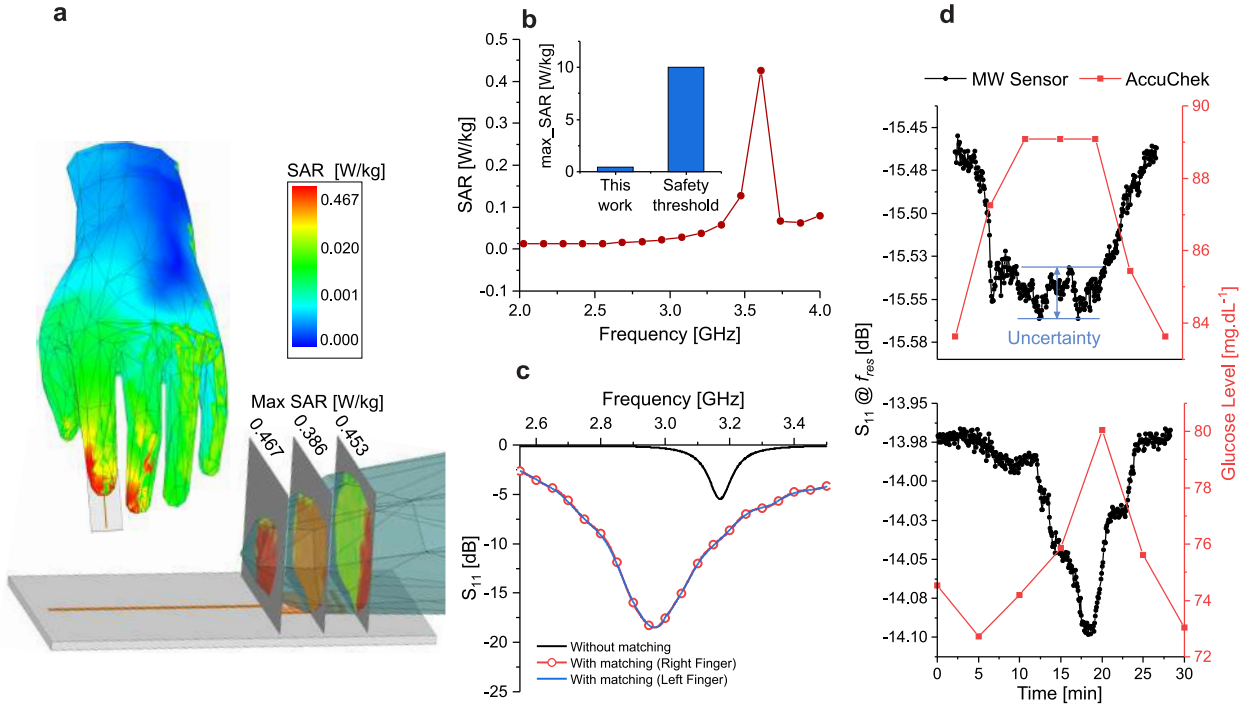 a
SAR [W/kg]
0.467
0.020
0.001
0.000
Max SAR [W/kg]
0.467
0.386
0.453
b
0.5
0.4
0.3
0.2
0.1
0.0
-0.1
SAR [W/kg]
2.0
2.5
3.0
3.5
4.0
Frequency [GHz]
max_SAR [W/kg]
10
5
0
This
work
Safety
threshold
c
Frequency [GHz]
2.6
2.8
3.0
3.2
3.4
0
-5
-10
-15
-20
-25
S11 [dB]
Without matching
With matching (Right Finger)
With matching (Left Finger)
d
MW Sensor
AccuChek
-15.45
-15.48
-15.50
-15.53
-15.55
-15.58
90
88
86
84
Uncertainty
S11 @ fres [dB]
Glucose Level [mg.dL-1]
-13.95
-13.98
-14.00
-14.03
-14.05
-14.08
-14.10
80
78
76
74
72
0
5
10
15
20
25
30
Time [min]